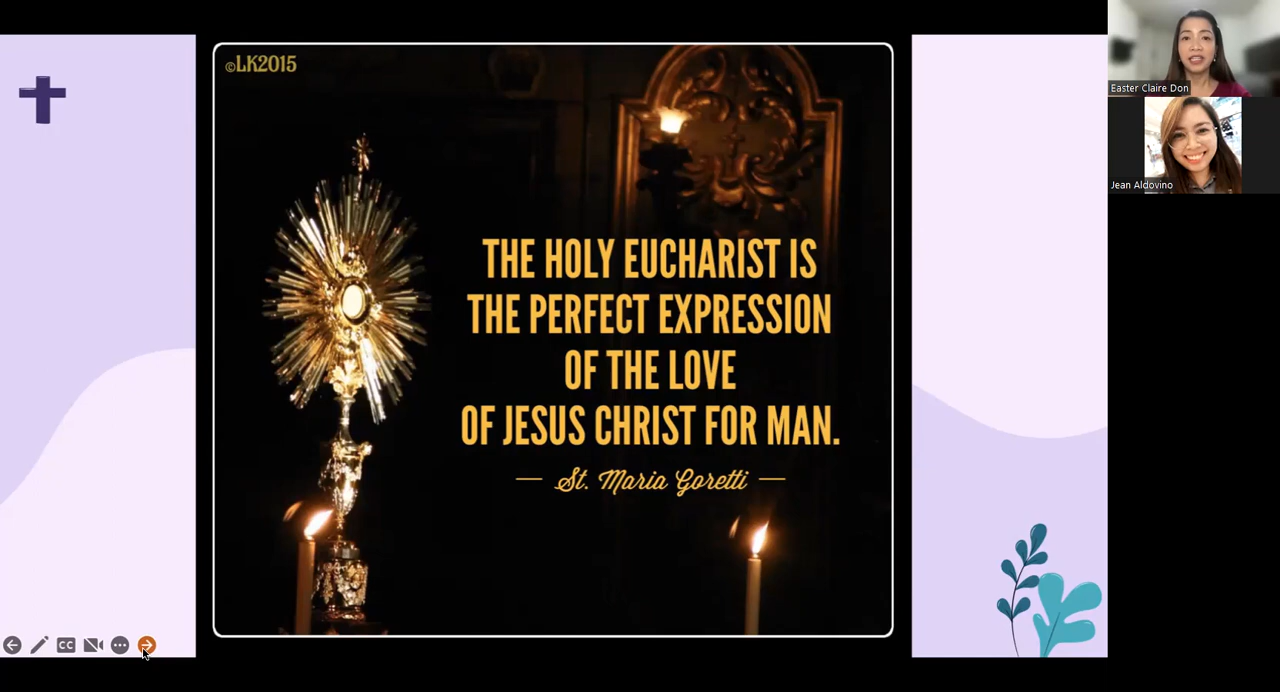 ©LK2015
THE HOLY EUCHARIST IS
THE PERFECT EXPRESSION
OF THE LOVE
OF JESUS CHRIST FOR MAN.
— St. Maria Goretti —
Easter Claire Don
Jean Aldovino
CC